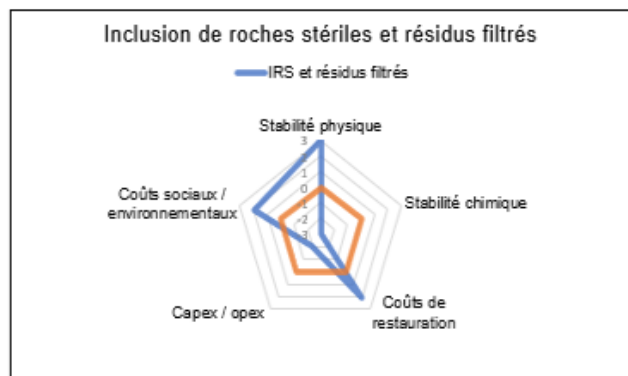 Inclusion de roches stériles et résidus filtrés
IRS et résidus filtrés
Stabilité physique
3
2
1
0
-1
-2
-3
Stabilité chimique
Coûts de
restauration
Capex / opex
Coûts sociaux /
environnementaux